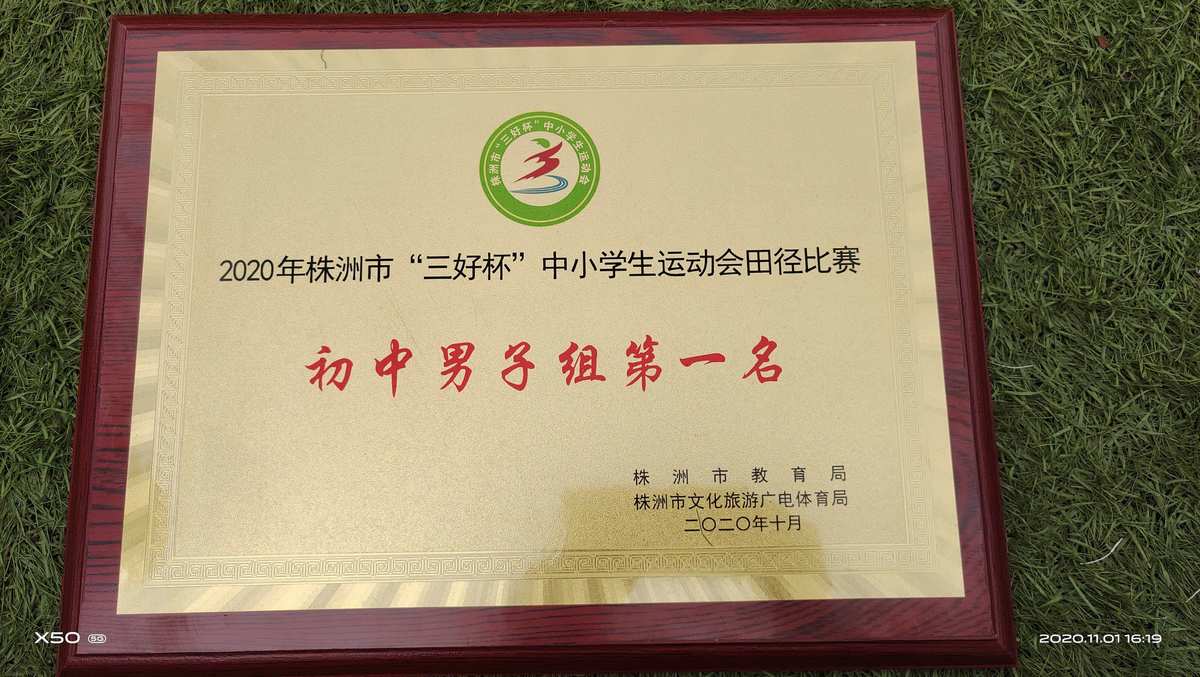 株洲市“三好杯”中小学生运动会
2020年株洲市“三好杯”中小学生运动会田径比赛
初中男子组第一名
株洲市教育局
株洲市文化旅游广电体育局
二〇二〇年十月
X50 5G
2020.11.01 16:19